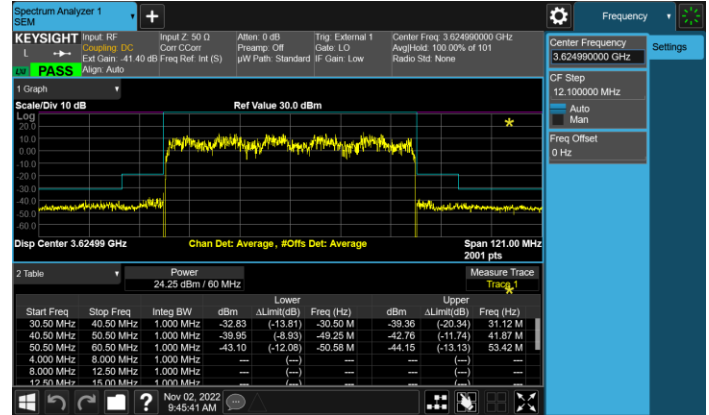 Spectrum Analyzer 1
SEM
Frequency
KEYSIGHT
L
LU PASS
Input: RF
Coupling: DC
Ext Gain: -41.40 dB
Align: Auto
Input Z: 50 Ω
Corr CCorr
Freq Ref: Int (S)
Atten: 0 dB
Preamp: Off
µW Path: Standard
Trig: External 1
Gate: LO
IF Gain: Low
Center Freq: 3.624990000 GHz
Avg|Hold: 100.00% of 101
Radio Std: None
Center Frequency
3.624990000 GHz
Settings
CF Step
12.100000 MHz
Auto
Man
Freq Offset
0 Hz
1 Graph
Scale/Div 10 dB
Ref Value 30.0 dBm
Log
20.0
10.0
0.00
-10.0
-20.0
-30.0
-40.0
-50.0
-60.0
*
Disp Center 3.62499 GHz
Chan Det: Average, #Offs Det: Average
Span 121.00 MHz
2001 pts
2 Table
Power
24.25 dBm / 60 MHz
Measure Trace
Trace 1
*
Lower Upper
Start Freq Stop Freq Integ BW dBm ΔLimit(dB) Freq (Hz) dBm ΔLimit(dB) Freq (Hz)
30.50 MHz 40.50 MHz 1.000 MHz -32.83 (-13.81) -30.50 M -39.36 (-20.34) 31.12 M
40.50 MHz 50.50 MHz 1.000 MHz -39.95 (-8.93) -49.25 M -42.76 (-11.74) 41.87 M
50.50 MHz 60.50 MHz 1.000 MHz -43.10 (-12.08) -50.58 M -44.15 (-13.13) 53.42 M
4.000 MHz 8.000 MHz 1.000 MHz --- (---) --- --- (---) ---
8.000 MHz 12.50 MHz 1.000 MHz --- (---) --- --- (---) ---
12.50 MHz 15.00 MHz 1.000 MHz --- (---) --- --- (---) ---
?
Nov 02, 2022
9:45:41 AM